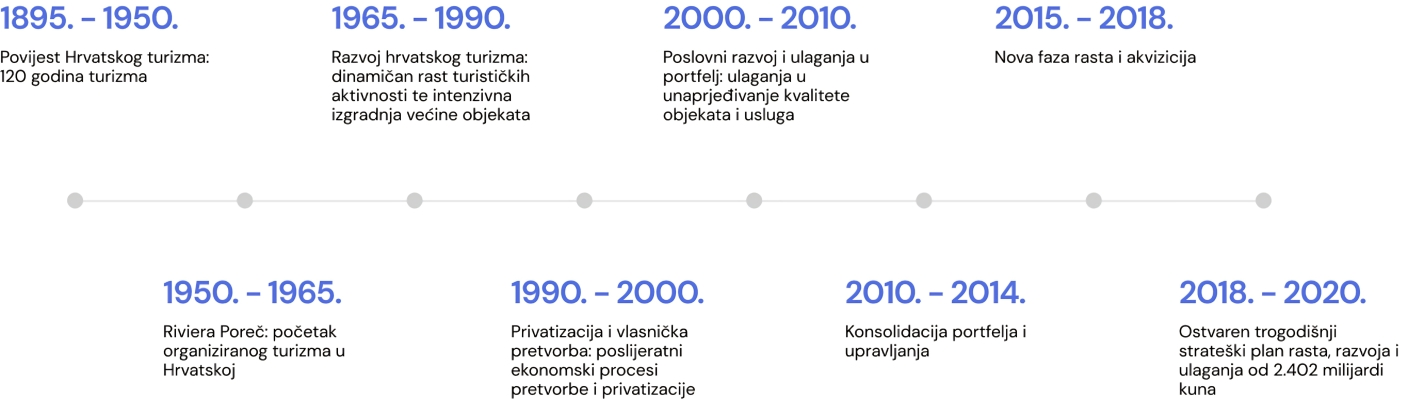 1895. – 1950.
Povijest Hrvatskog turizma:
120 godina turizma
1950. – 1965.
Riviera Poreč: početak
organiziranog turizma u
Hrvatskoj
1965. – 1990.
Razvoj hrvatskog turizma:
dinamičan rast turističkih
aktivnosti te intenzivna
izgradnja većine objekata
1990. – 2000.
Privatizacija i vlasnička
pretvorba: poslijeratni
ekonomski procesi
pretvorbe i privatizacije
2000. – 2010.
Poslovni razvoj i ulaganja u
portfelj: ulaganja u
unaprjeđivanje kvalitete
objekata i usluga
2010. – 2014.
Konsolidacija portfelja i
upravljanja
2015. – 2018.
Nova faza rasta i akvizicija
2018. – 2020.
Ostvaren trogodišnji
strateški plan rasta, razvoja i
ulaganja od 2.402 milijardi
kuna